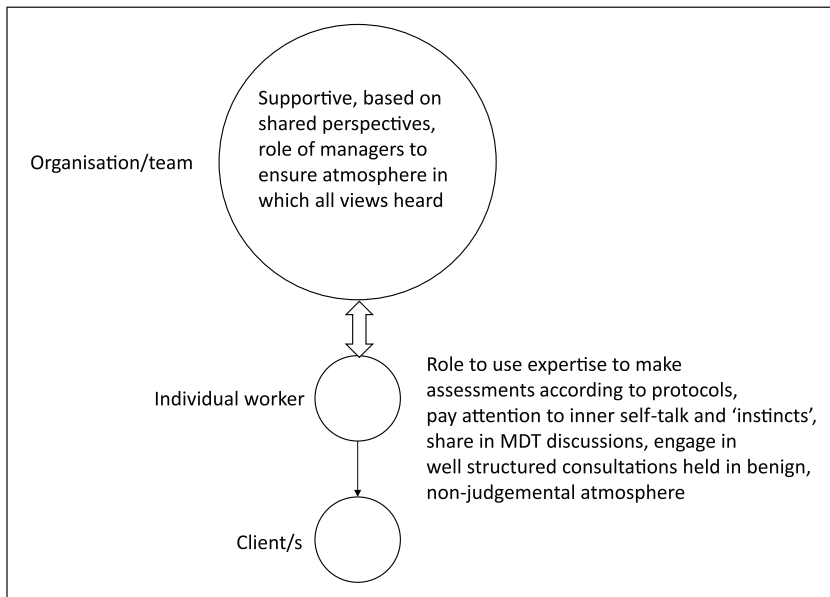 Supportive, based on
shared perspectives,
role of managers to
ensure atmosphere in
which all views heard
Organisation/team
Individual worker
Role to use expertise to make
assessments according to protocols,
pay attention to inner self-talk and ‘instincts’,
share in MDT discussions, engage in
well structured consultations held in benign,
non-judgemental atmosphere
Client/s